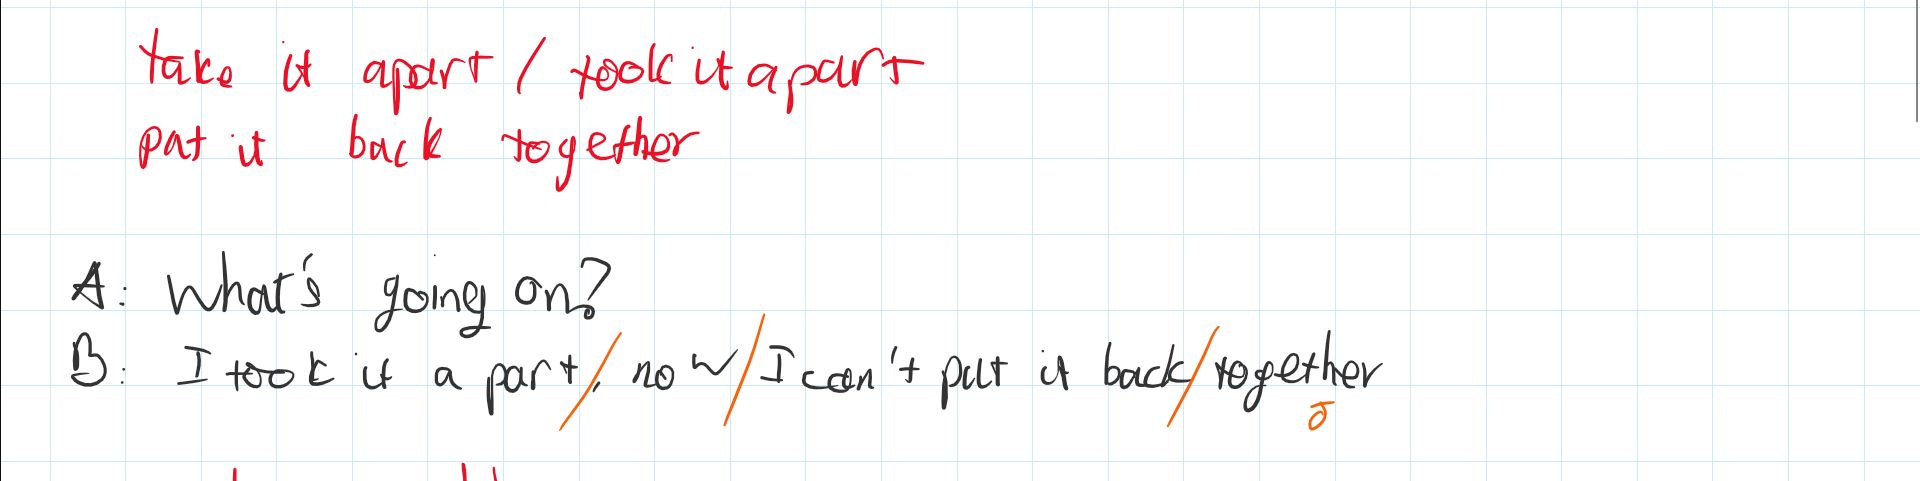 take it apart / took it apart
put it back together
A: What's going on?
B: I took it a part, / now / I can't put it back / together